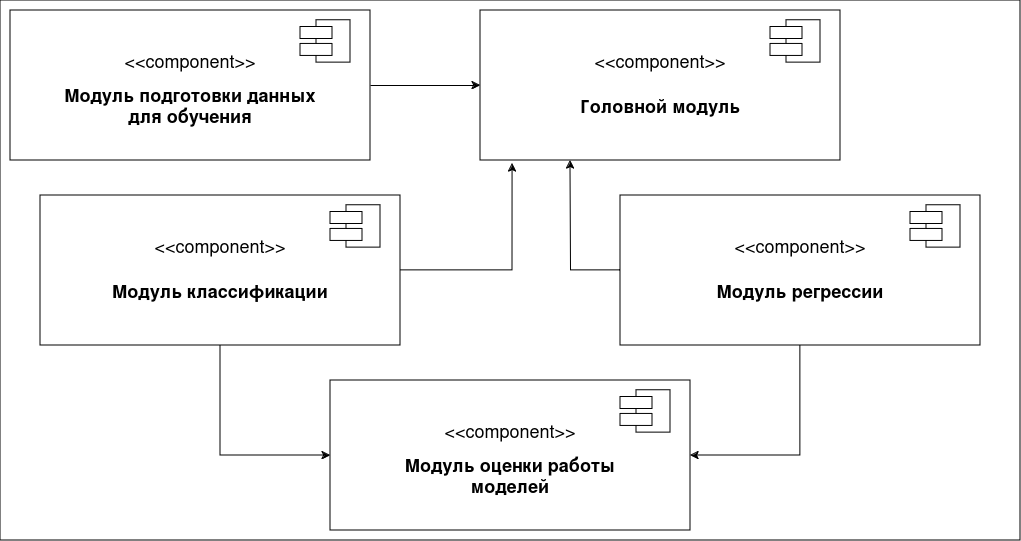 <<component>>
Модуль подготовки данных
для обучения
<<component>>
Головной модуль
<<component>>
Модуль классификации
<<component>>
Модуль регрессии
<<component>>
Модуль оценки работы
моделей